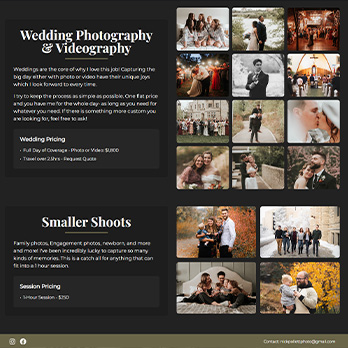 Wedding Photography
& Videography
Weddings are the core of why I love this job! Capturing the
big day either with photo or video have their unique joys
which I look forward to every time.
I try to keep the process as simple as possible. One flat price
and you have me for the whole day- as long as you need for
whatever you need. If there is something more custom you
are looking for, feel free to ask!
Wedding Pricing
• Full Day of Coverage - Photo or Video: $1,800
• Travel over 2.5hrs - Request Quote
Smaller Shoots
Family photos, Engagement photos, newborn, and more
and more! I've been incredibly lucky to capture so many
kinds of memories. This is a catch all for anything that can
fit into a 1 hour session.
Session Pricing
• 1-Hour Session - $250
Contact: